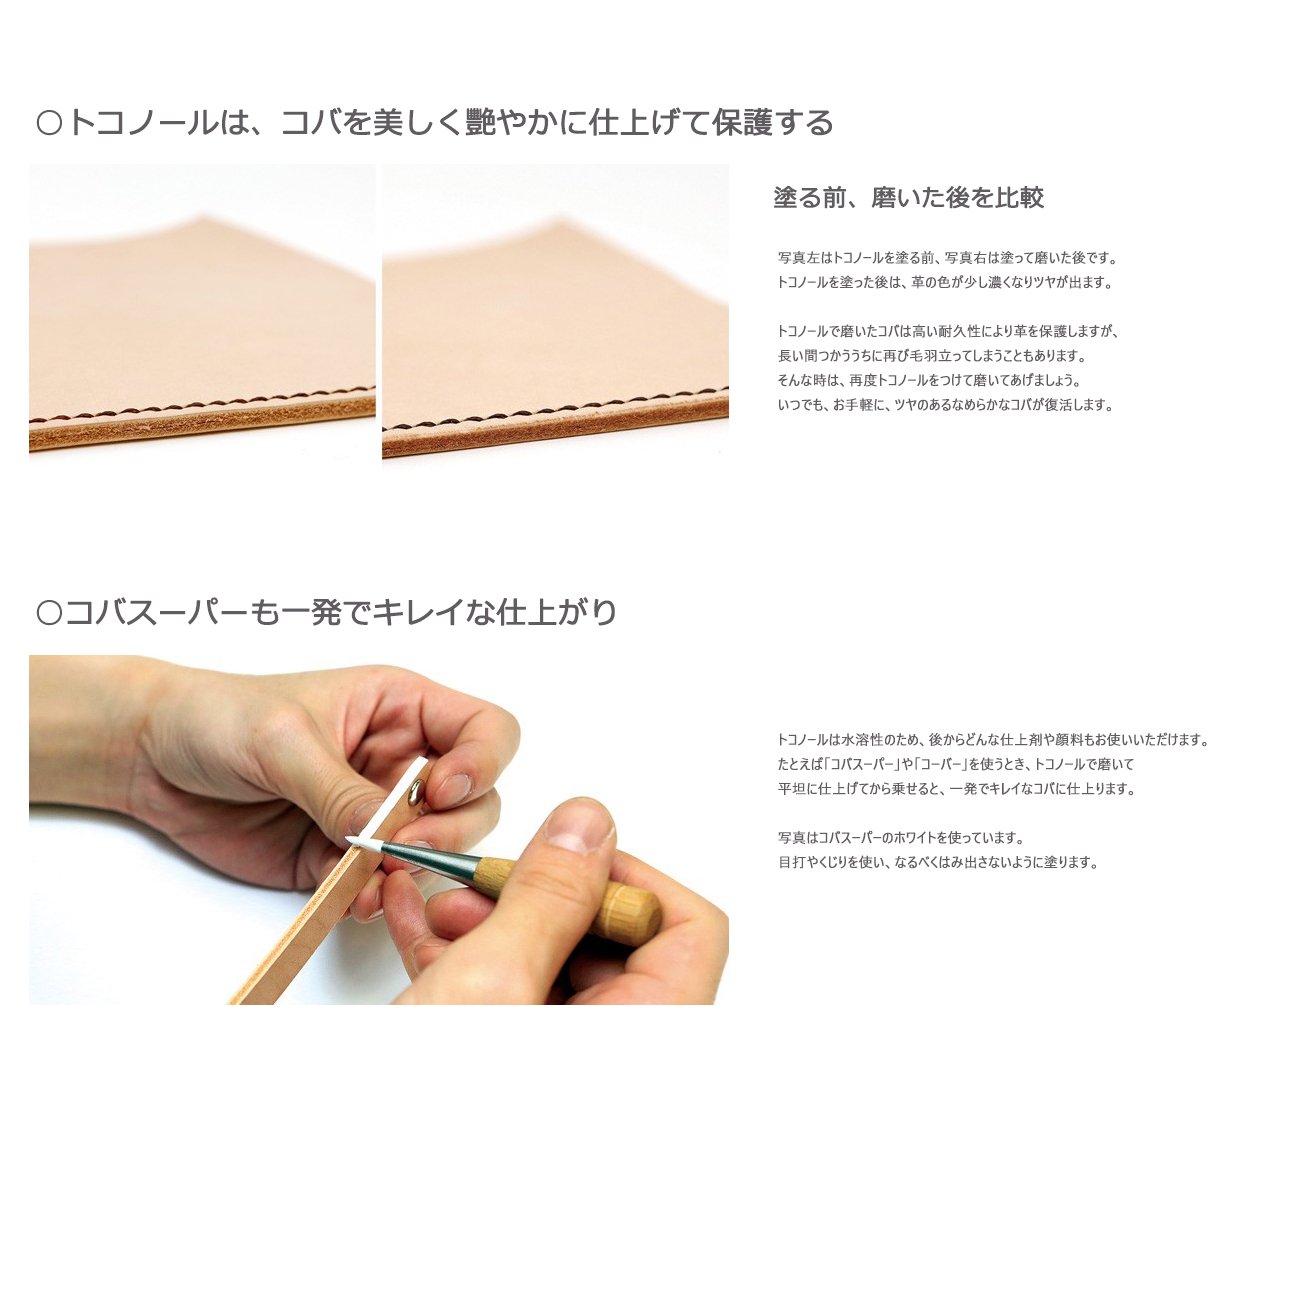 〇トコノールは、コバを美しく艶やかに仕上げて保護する
塗る前、磨いた後を比較
写真左はトコノールを塗る前、写真右は塗って磨いた後です。
トコノールを塗った後は、革の色が少し濃くなりツヤが出ます。
トコノールで磨いたコバは高い耐久性により革を保護しますが、
長い間つかううちに再び毛羽立ってしまうこともあります。
そんな時は、再度トコノールをつけて磨いてあげましょう。
いつでも、お手軽に、ツヤのあるなめらかなコバが復活します。
〇コバスーパーも一発でキレイな仕上がり
トコノールは水溶性のため、後からどんな仕上剤や顔料もお使いいただけます。
たとえば「コバスーパー」や「コーバー」を使うとき、トコノールで磨いて
平坦に仕上げてから乗せると、一発でキレイなコバに仕上ります。
写真はコバスーパーのホワイトを使っています。
目打やくじりを使い、なるべくはみ出さないように塗ります。